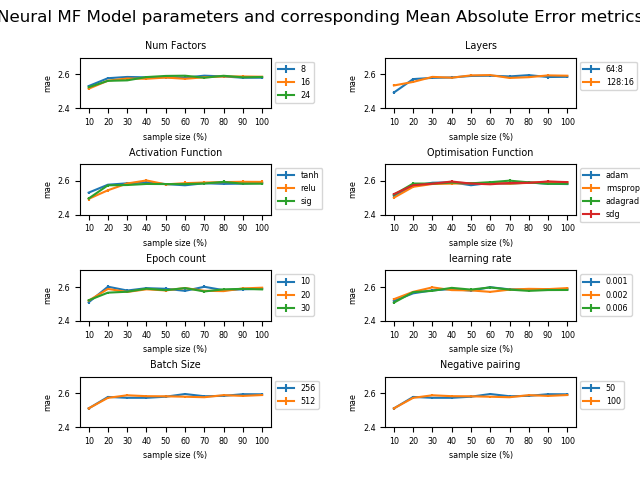 Neural MF Model parameters and corresponding Mean Absolute Error metrics
Num Factors
mae
2.6
2.4
10 20 30 40 50 60 70 80 90 100
sample size (%)
8
16
24
Layers
mae
2.6
2.4
10 20 30 40 50 60 70 80 90 100
sample size (%)
64:8
128:16
Activation Function
mae
2.6
2.4
10 20 30 40 50 60 70 80 90 100
sample size (%)
tanh
relu
sig
Optimisation Function
mae
2.6
2.4
10 20 30 40 50 60 70 80 90 100
sample size (%)
adam
rmsprop
adagrad
sdg
Epoch count
mae
2.6
2.4
10 20 30 40 50 60 70 80 90 100
sample size (%)
10
20
30
learning rate
mae
2.6
2.4
10 20 30 40 50 60 70 80 90 100
sample size (%)
0.001
0.002
0.006
Batch Size
mae
2.6
2.4
10 20 30 40 50 60 70 80 90 100
sample size (%)
256
512
Negative pairing
mae
2.6
2.4
10 20 30 40 50 60 70 80 90 100
sample size (%)
50
100